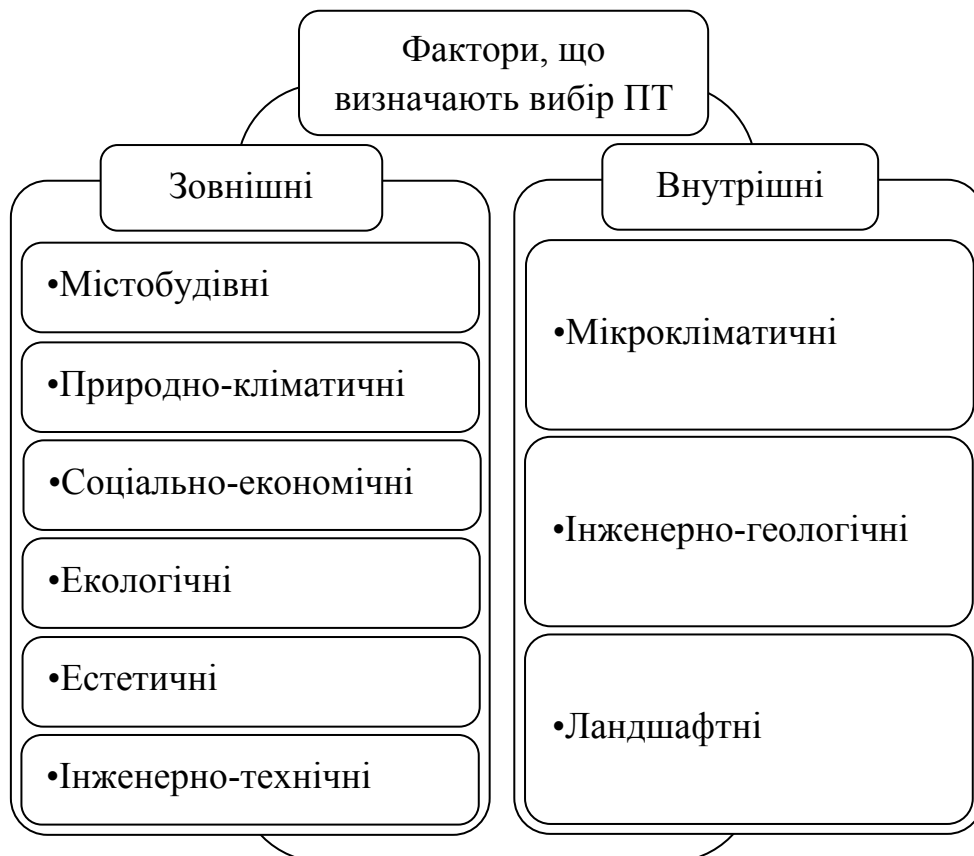 Фактори, що
визначають вибір ПТ
Зовнішні
•Містобудівні
•Природно-кліматичні
•Соціально-економічні
•Екологічні
•Естетичні
•Інженерно-технічні
Внутрішні
•Мікрокліматичні
•Інженерно-геологічні
•Ландшафтні